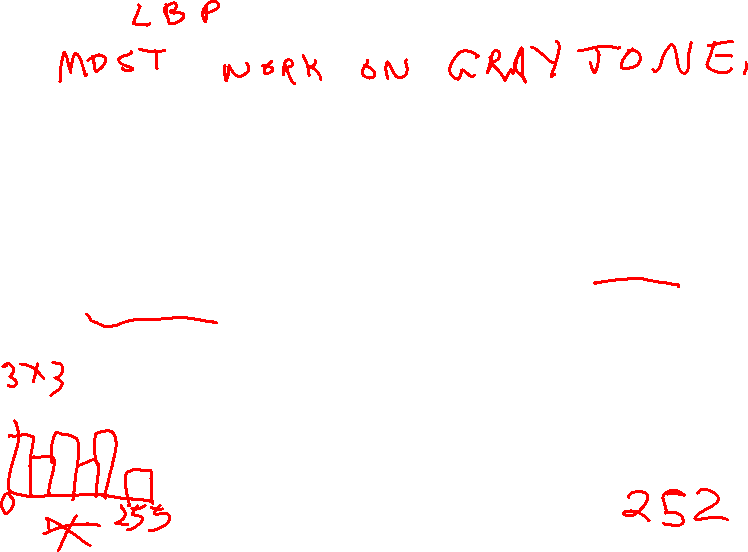 LBP
MOST WORK ON GRAYTONE.
3x3
0 255
252